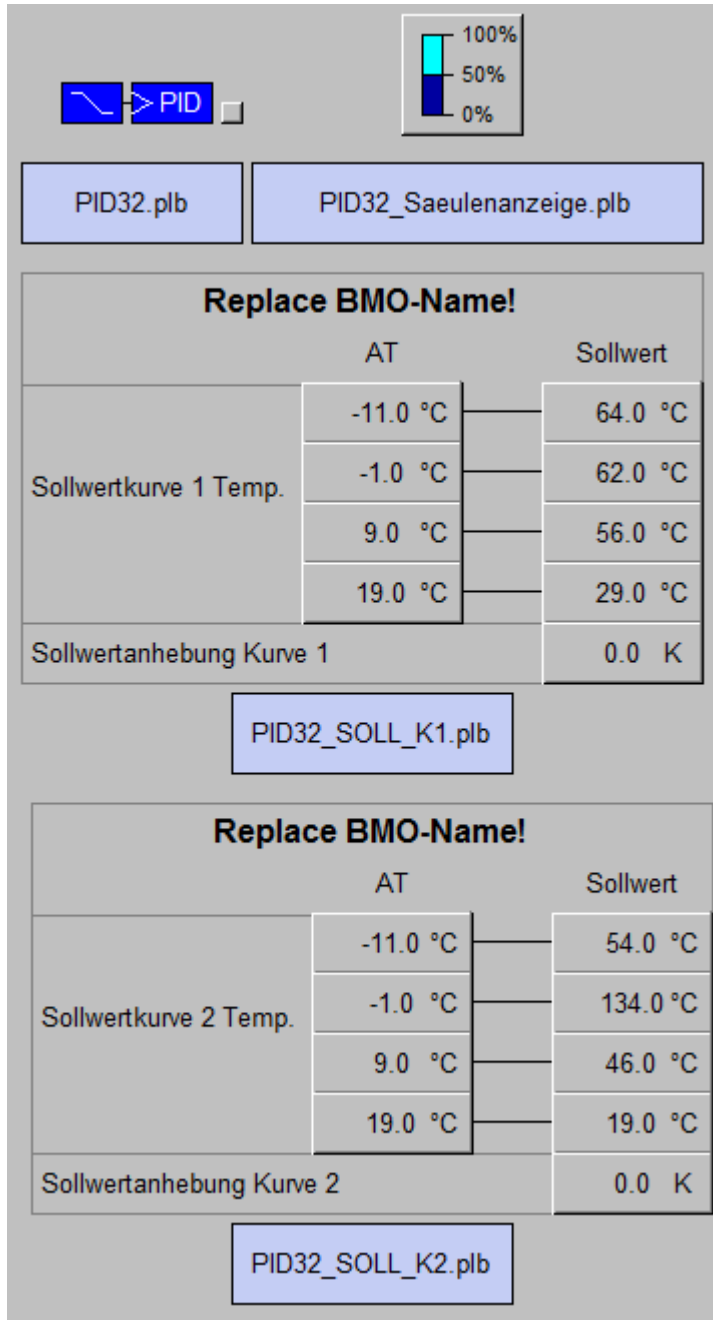 100%
50%
PID
0%
PID32.plb PID32_Saeulenanzeige.plb
Replace BMO-Name!
AT Sollwert
-11.0 °C 64.0 °C
Sollwertkurve 1 Temp. -1.0 °C 62.0 °C
9.0 °C 56.0 °C
19.0 °C 29.0 °C
Sollwertanhebung Kurve 1 0.0 K
PID32_SOLL_K1.plb
Replace BMO-Name!
AT Sollwert
-11.0 °C 54.0 °C
Sollwertkurve 2 Temp. -1.0 °C 134.0 °C
9.0 °C 46.0 °C
19.0 °C 19.0 °C
Sollwertanhebung Kurve 2 0.0 K
PID32_SOLL_K2.plb